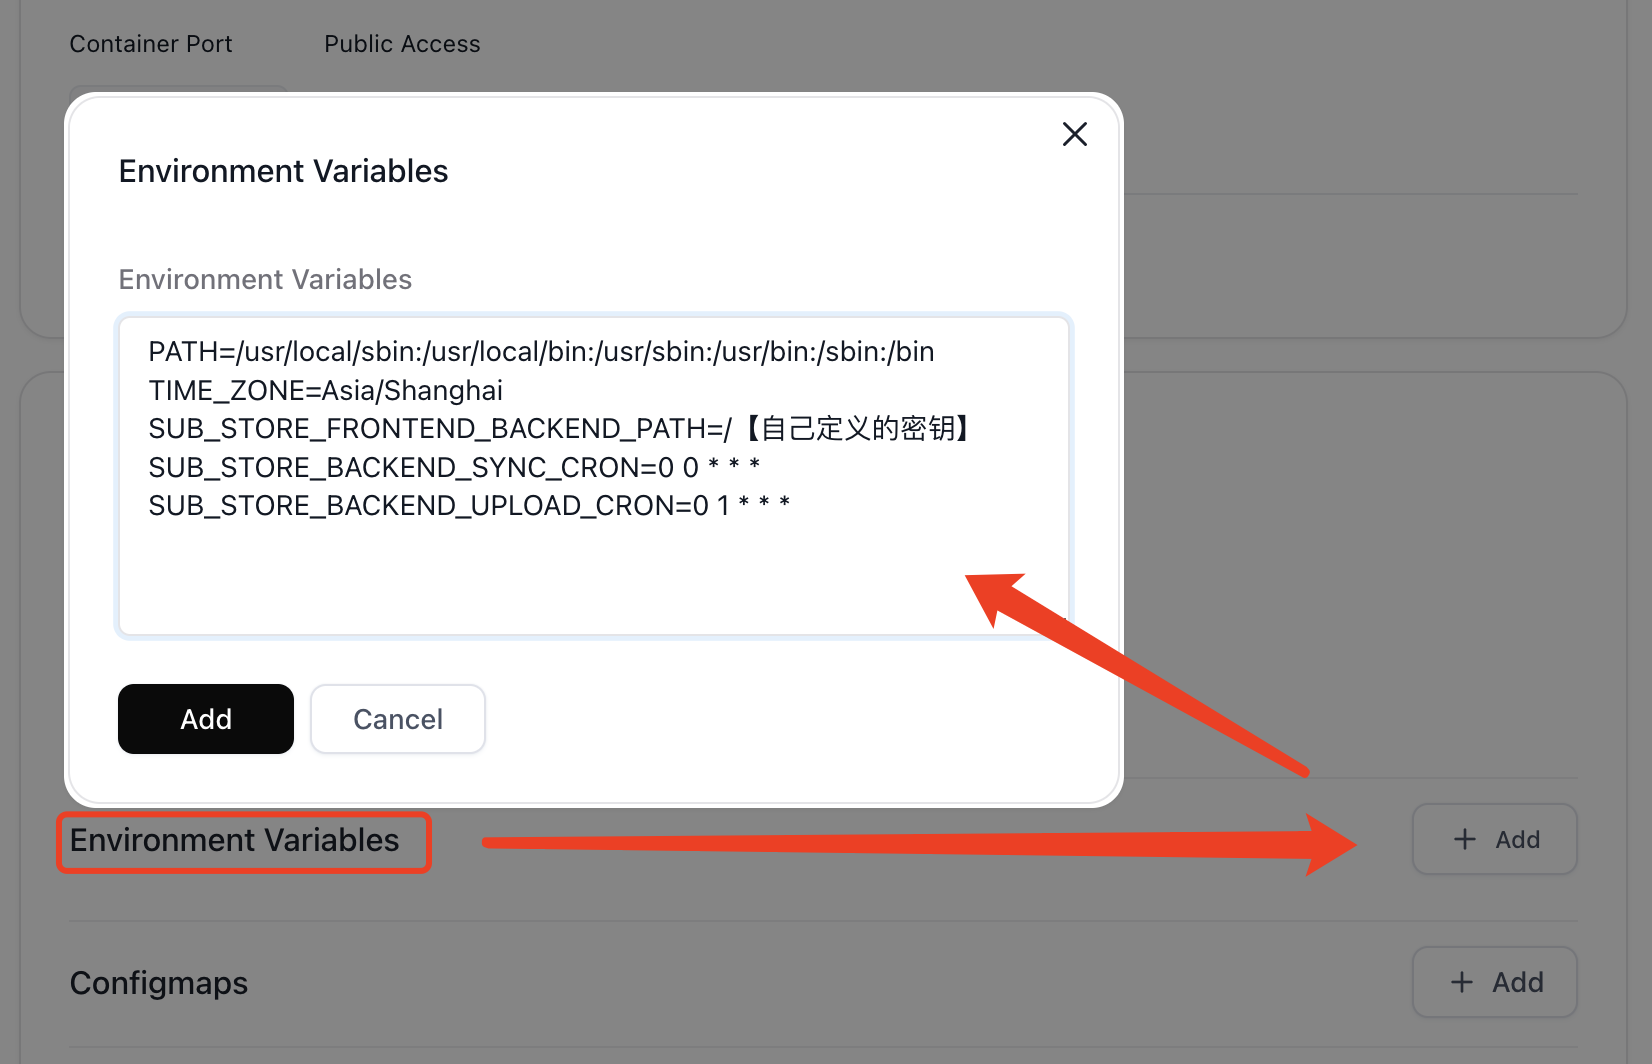 Container Port
Public Access
Environment Variables
Environment Variables
PATH=/usr/local/sbin:/usr/local/bin:/usr/sbin:/usr/bin:/sbin:/bin
TIME_ZONE=Asia/Shanghai
SUB_STORE_FRONTEND_BACKEND_PATH=/【自己定义的密钥】
SUB_STORE_BACKEND_SYNC_CRON=0 0 * * *
SUB_STORE_BACKEND_UPLOAD_CRON=0 1 * * *
Add
Cancel
Environment Variables
+ Add
Configmaps
+ Add